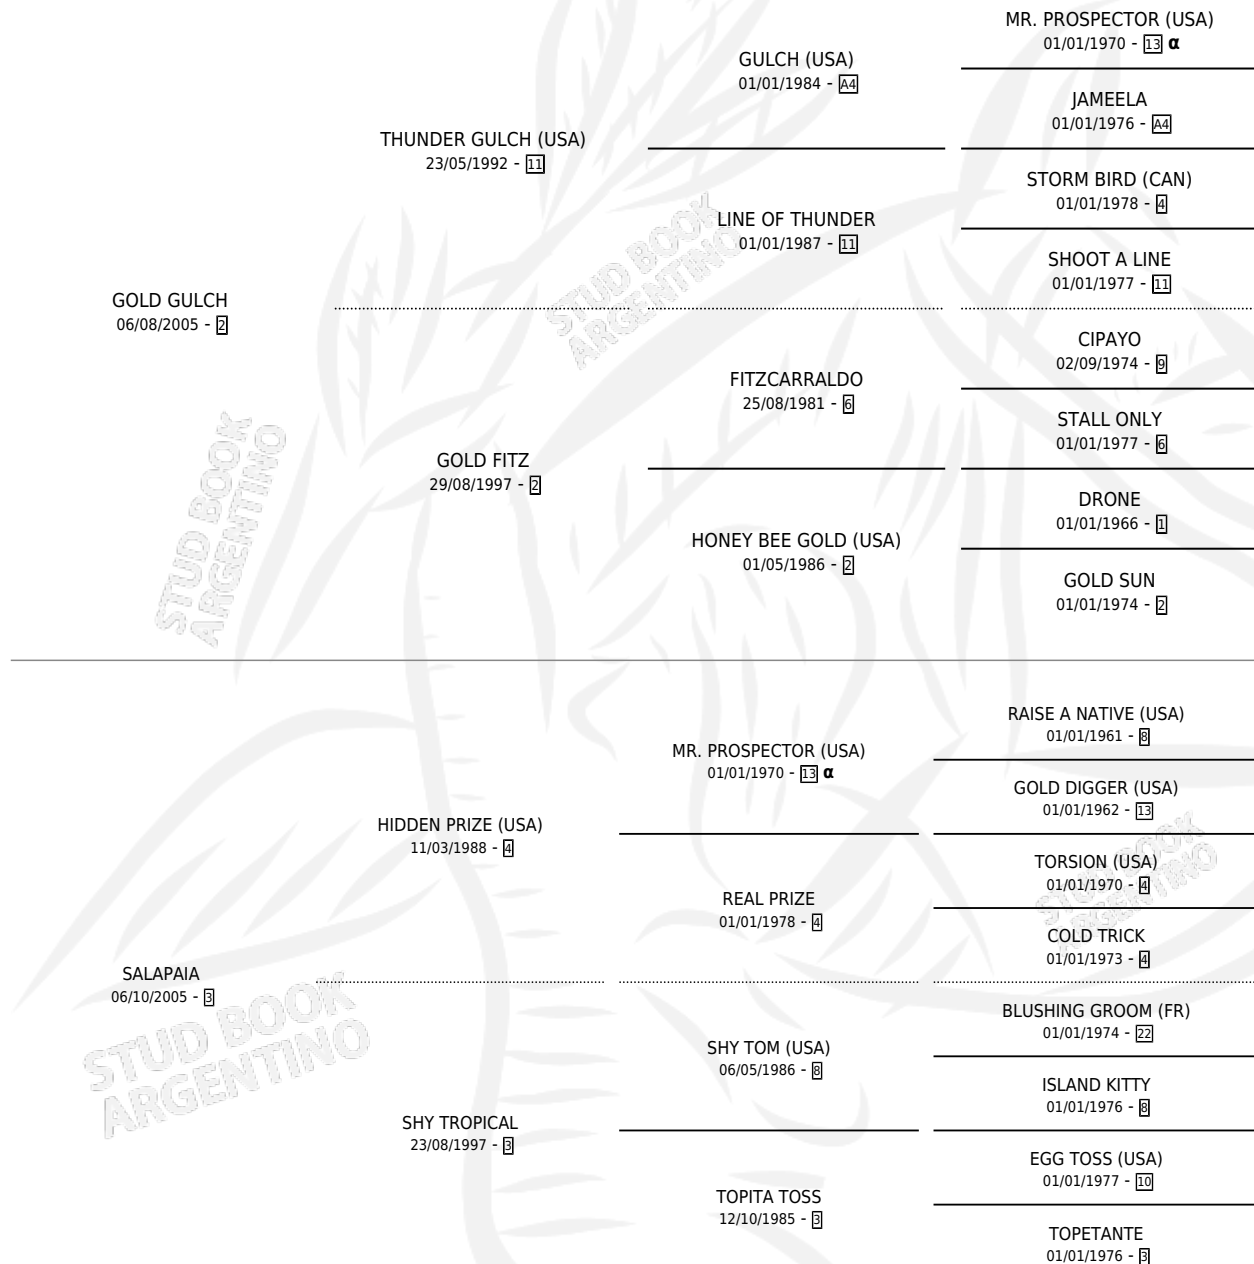 MR. PROSPECTOR (USA)
01/01/1970 - 13 α
GULCH (USA)
01/01/1984 - A4
JAMEELA
01/01/1976 - A4
THUNDER GULCH (USA)
23/05/1992 - 11
STORM BIRD (CAN)
01/01/1978 - 4
LINE OF THUNDER
01/01/1987 - 11
SHOOT A LINE
01/01/1977 - 11
GOLD GULCH
06/08/2005 - 2
CIPAYO
02/09/1974 - 9
FITZCARRALDO
25/08/1981 - 6
STALL ONLY
01/01/1977 - 6
GOLD FITZ
29/08/1997 - 2
DRONE
01/01/1966 - 1
HONEY BEE GOLD (USA)
01/05/1986 - 2
GOLD SUN
01/01/1974 - 2
STUD BOOK
ARGENTINO
STUD BOOK
ARGENTINO
RAISE A NATIVE (USA)
01/01/1961 - 8
MR. PROSPECTOR (USA)
01/01/1970 - 13 α
GOLD DIGGER (USA)
01/01/1962 - 13
HIDDEN PRIZE (USA)
11/03/1988 - 4
TORSION (USA)
01/01/1970 - 4
REAL PRIZE
01/01/1978 - 4
COLD TRICK
01/01/1973 - 4
SALAPAIA
06/10/2005 - 3
BLUSHING GROOM (FR)
01/01/1974 - 22
SHY TOM (USA)
06/05/1986 - 8
ISLAND KITTY
01/01/1976 - 8
SHY TROPICAL
23/08/1997 - 3
EGG TOSS (USA)
01/01/1977 - 10
TOPITA TOSS
12/10/1985 - 3
TOPETANTE
01/01/1976 - 3
STUD BOOK
ARGENTINO
STUD BOOK
ARGENTINO